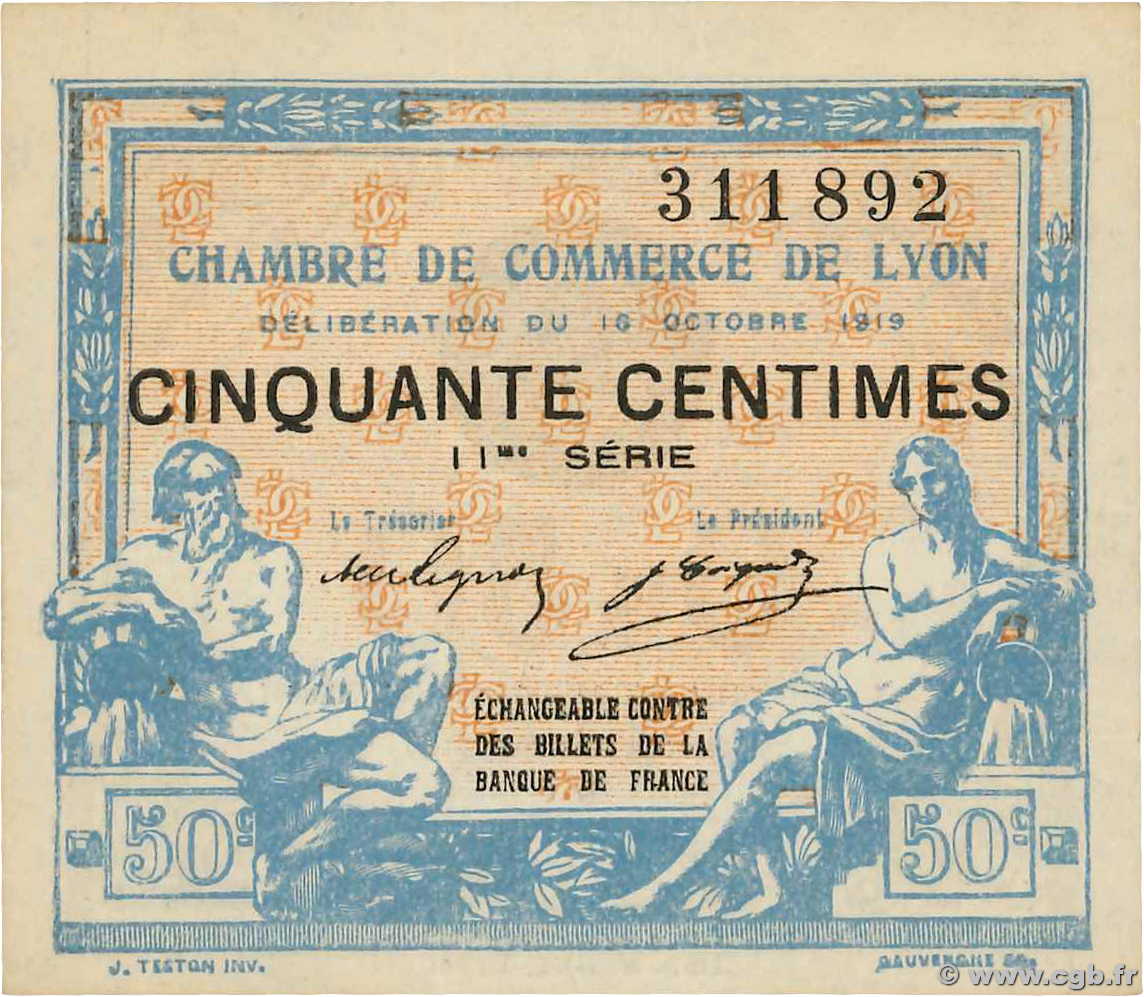 311892
CHAMBRE DE COMMERCE DE LYON
DÉLIBÉRATION DU 16 OCTOBRE 1919
CINQUANTE CENTIMES
11me SÉRIE
Le Trésorier
Le Président
ÉCHANGEABLE CONTRE
DES BILLETS DE LA
BANQUE DE FRANCE
50c
50c
J. TESTON INV.
GAUVERGNE
© www.cgb.fr